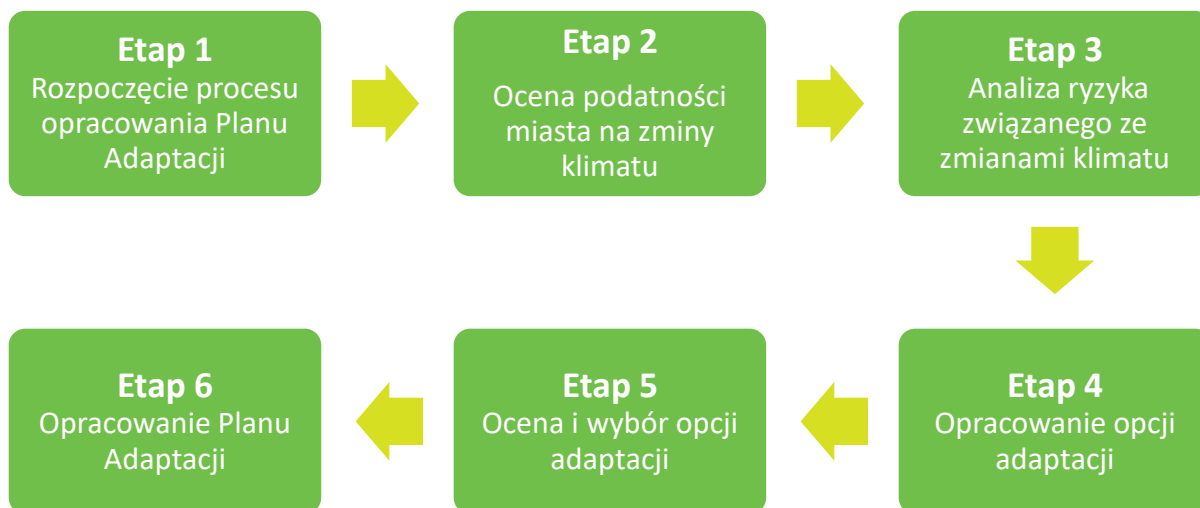 Etap 1
Rozpoczęcie procesu
opracowania Planu
Adaptacji
Etap 2
Ocena podatności
miasta na zminy
klimatu
Etap 3
Analiza ryzyka
związanego ze
zmianami klimatu
Etap 4
Opracowanie opcji
adaptacji
Etap 5
Ocena i wybór opcji
adaptacji
Etap 6
Opracowanie Planu
Adaptacji